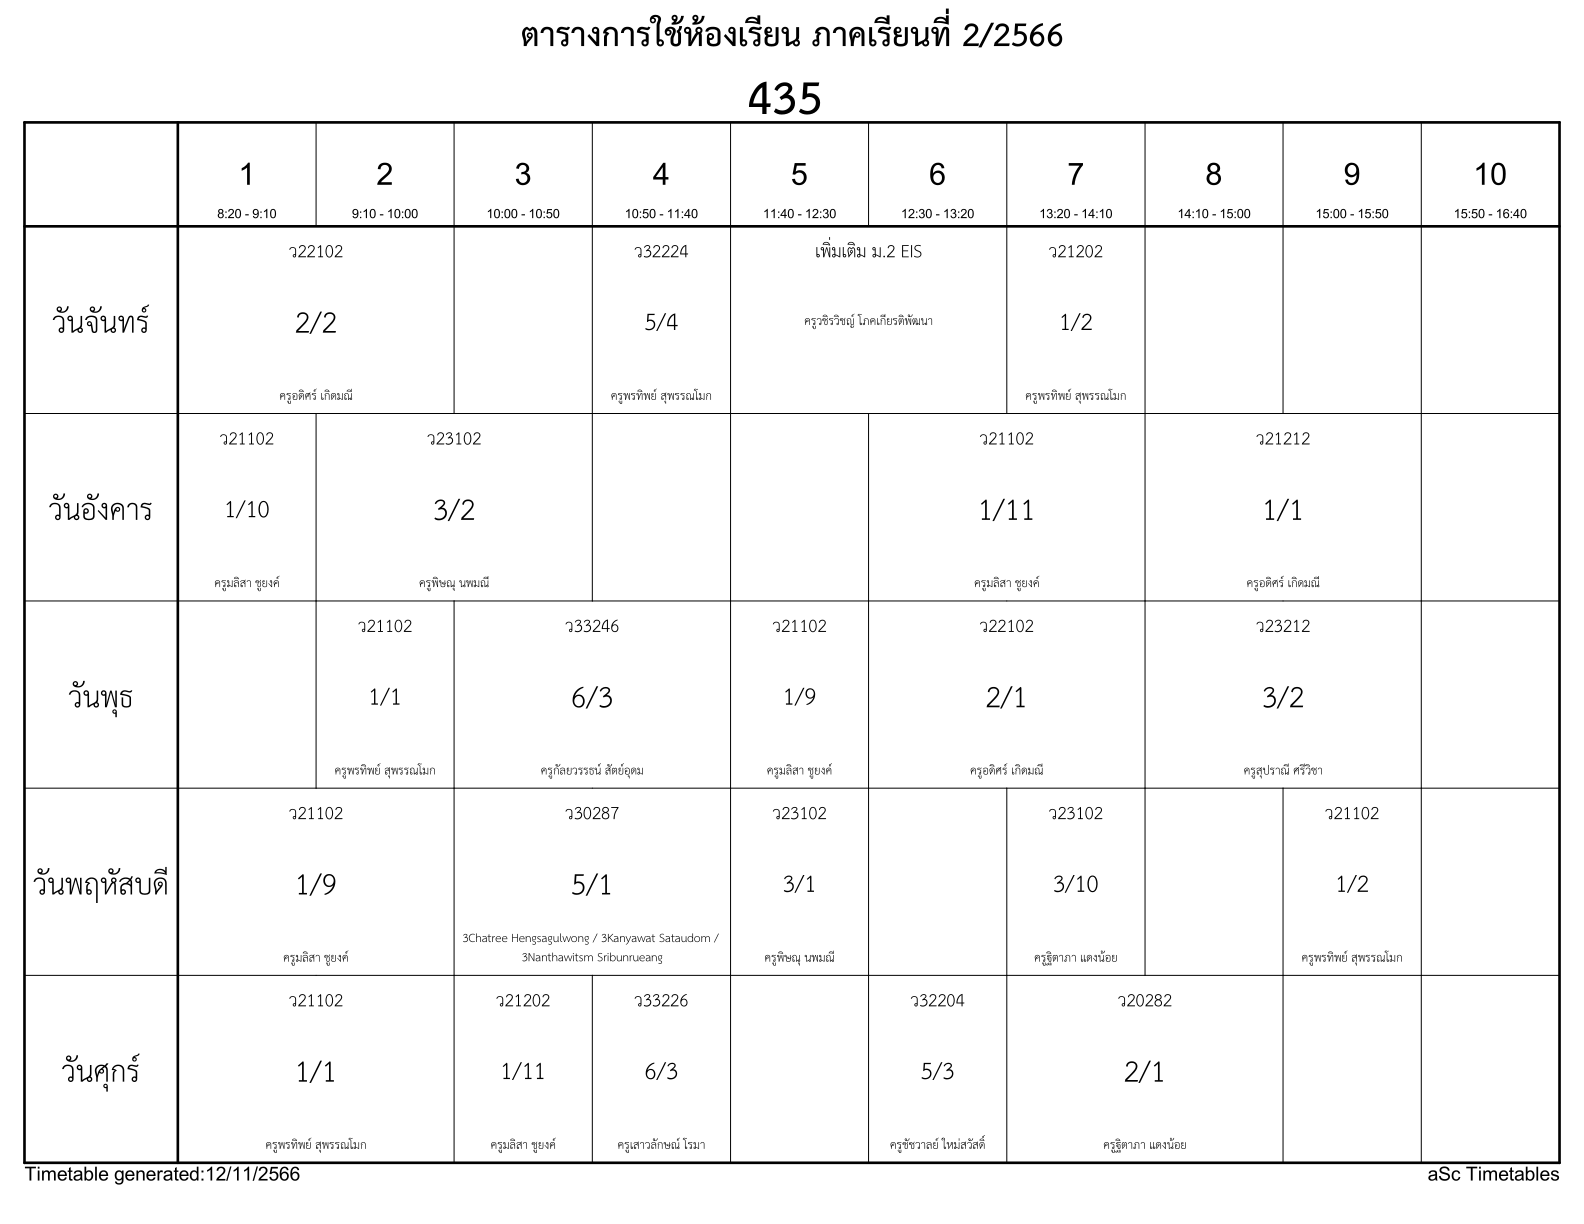 ตารางการใช้ห้องเรียน ภาคเรียนที่ 2/2566
435
1 2 3 4 5 6 7 8 9 10
8:20 - 9:10 9:10 - 10:00 10:00 - 10:50 10:50 - 11:40 11:40 - 12:30 12:30 - 13:20 13:20 - 14:10 14:10 - 15:00 15:00 - 15:50 15:50 - 16:40
ว22102 ว32224 เพิ่มเติม ม.2 EIS ว21202
วันจันทร์ 2/2 5/4 ครูวชิรวิชญ์ โภคเกียรติพัฒนา 1/2
ครูอดิศร์ เกิดมณี ครูพรทิพย์ สุพรรณโมก ครูพรทิพย์ สุพรรณโมก
ว21102 ว23102 ว21102 ว21212
วันอังคาร 1/10 3/2 1/11 1/1
ครูมลิสา ชูยงค์ ครูพิษณุ นพมณี ครูมลิสา ชูยงค์ ครูอดิศร์ เกิดมณี
ว21102 ว33246 ว21102 ว22102 ว23212
วันพุธ 1/1 6/3 1/9 2/1 3/2
ครูพรทิพย์ สุพรรณโมก ครูกัลยวรรธน์ สัตย์อุดม ครูมลิสา ชูยงค์ ครูอดิศร์ เกิดมณี ครูสุปราณี ศรีวิชา
ว21102 ว30287 ว23102 ว23102 ว21102
วันพฤหัสบดี 1/9 5/1 3/1 3/10 1/2
3Chatree Hengsagulwong / 3Kanyawat Sataudom /
ครูมลิสา ชูยงค์ 3Nanthawitsm Sribunrueang ครูพิษณุ นพมณี ครูฐิตาภา แดงน้อย ครูพรทิพย์ สุพรรณโมก
ว21102 ว21202 ว33226 ว32204 ว20282
วันศุกร์ 1/1 1/11 6/3 5/3 2/1
ครูพรทิพย์ สุพรรณโมก ครูมลิสา ชูยงค์ ครูเสาวลักษณ์ โรมา ครูชัชวาลย์ ใหม่สวัสดิ์ ครูฐิตาภา แดงน้อย
Timetable generated:12/11/2566 aSc Timetables